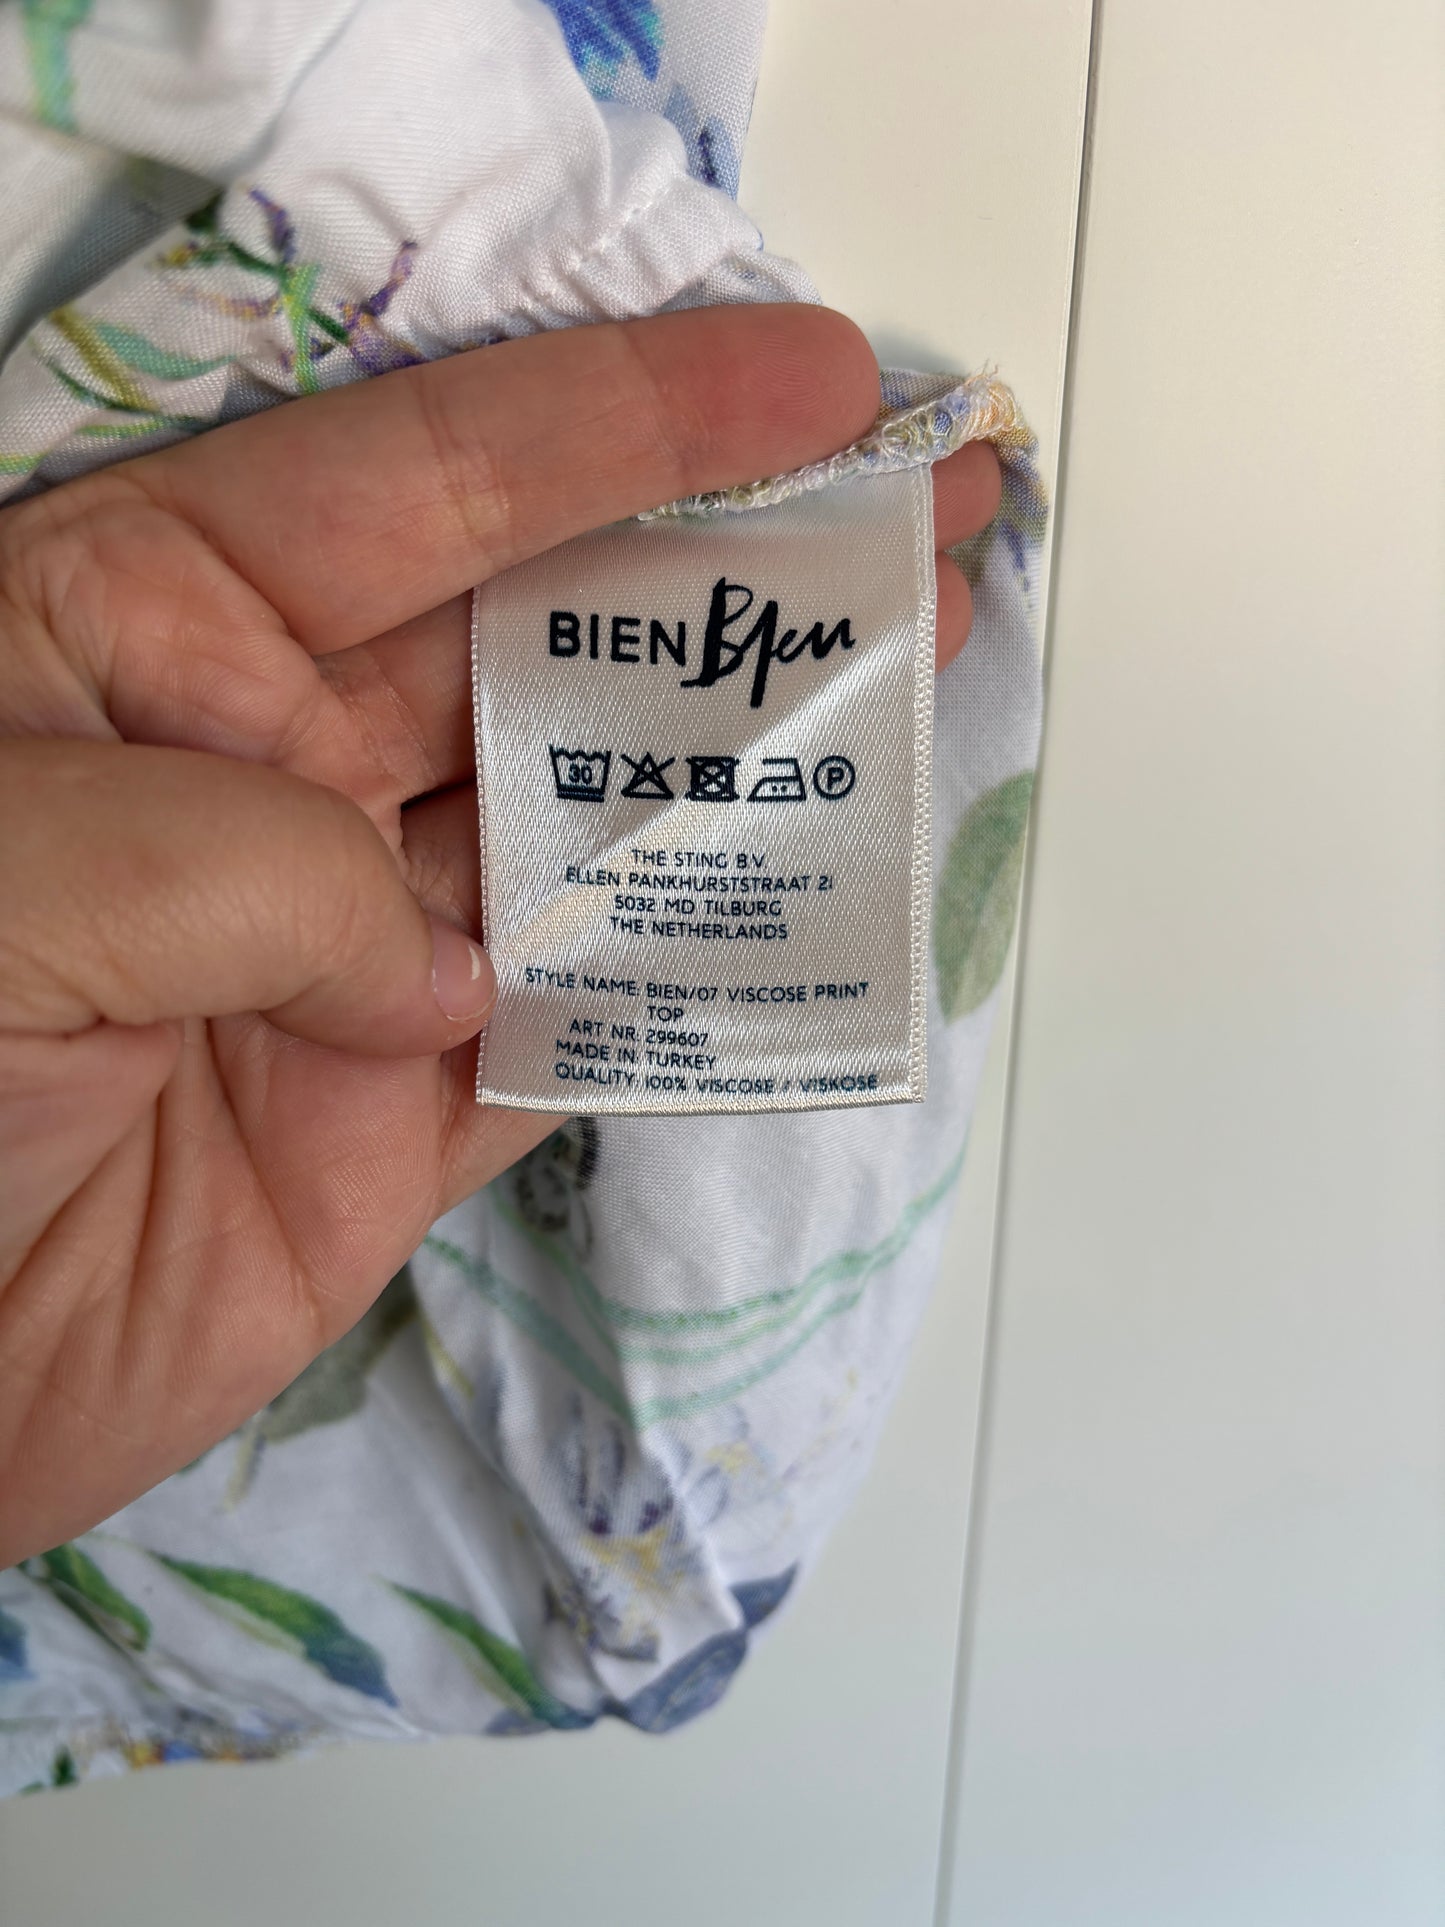 BIEN Bleu
30 P
THE STING B.V.
ELLEN PANKHURSTSTRAAT 21
5032 MD TILBURG
THE NETHERLANDS
STYLE NAME: BIEN/07 VISCOSE PRINT
TOP
ART NR: 299607
MADE IN: TURKEY
QUALITY: 100% VISCOSE / VISKOSE